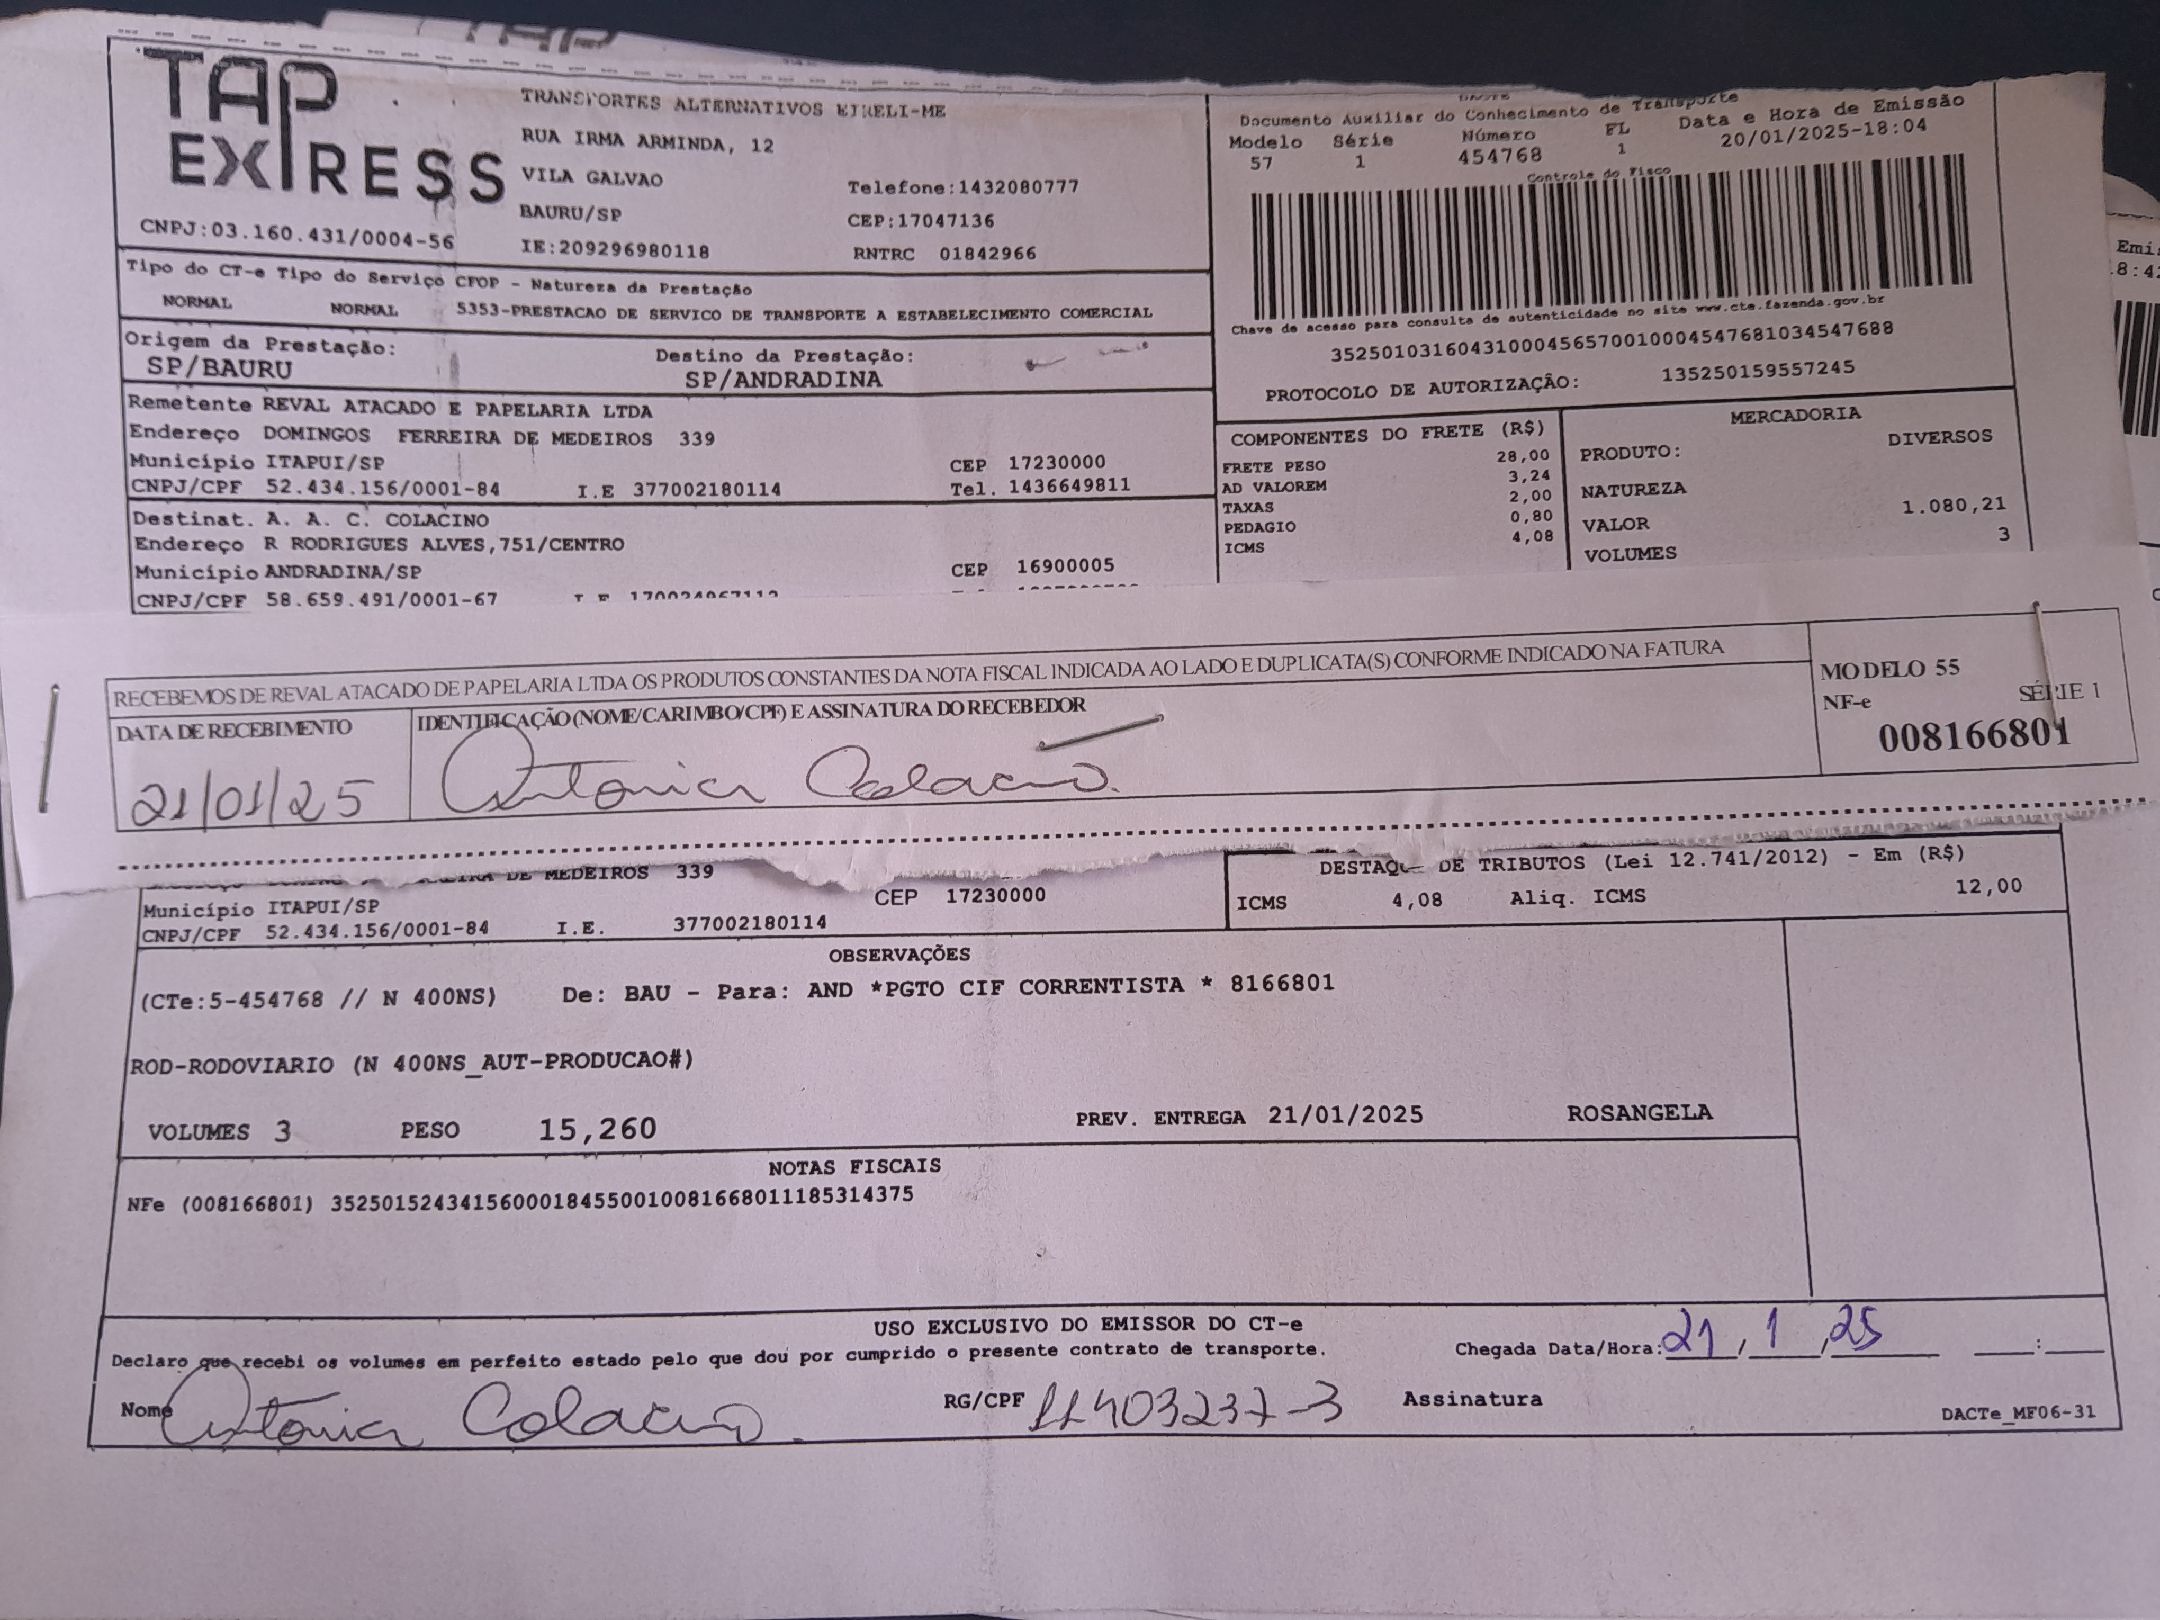 TAP
EXPRESS
CNPJ:03.160.431/0004-56
TRANSPORTES ALTERNATIVOS EIRELI-ME
RUA IRMA ARMINDA, 12
VILA GALVAO
Telefone:1432080777
BAURU/SP
CEP:17047136
IE:209296980118
RNTRC 01842966
Documento Auxiliar do Conhecimento de Transporte
Modelo Série Número FL Data e Hora de Emissão
57 1 454768 1 20/01/2025-18:04
Controle do Fisco
Chave de acesso para consulta de autenticidade no site www.cte.fazenda.gov.br
35250103160431000456570010004547681034547688
PROTOCOLO DE AUTORIZAÇÃO: 135250159557245
Tipo do CT-e Tipo do Serviço CFOP - Natureza da Prestação
NORMAL NORMAL 5353-PRESTACAO DE SERVICO DE TRANSPORTE A ESTABELECIMENTO COMERCIAL
Origem da Prestação:
SP/BAURU
Destino da Prestação:
SP/ANDRADINA
Remetente REVAL ATACADO E PAPELARIA LTDA
Endereço DOMINGOS FERREIRA DE MEDEIROS 339
Município ITAPUI/SP CEP 17230000
CNPJ/CPF 52.434.156/0001-84 I.E 377002180114 Tel. 1436649811
Destinat. A. A. C. COLACINO
Endereço R RODRIGUES ALVES,751/CENTRO
Município ANDRADINA/SP CEP 16900005
CNPJ/CPF 58.659.491/0001-67
COMPONENTES DO FRETE (R$)
FRETE PESO 28,00
AD VALOREM 3,24
TAXAS 2,00
PEDAGIO 0,80
ICMS 4,08
MERCADORIA
PRODUTO: DIVERSOS
NATUREZA
VALOR 1.080,21
VOLUMES 3
RECEBEMOS DE REVAL ATACADO DE PAPELARIA LTDA OS PRODUTOS CONSTANTES DA NOTA FISCAL INDICADA AO LADO E DUPLICATA(S) CONFORME INDICADO NA FATURA
DATA DE RECEBIMENTO
21/01/25
IDENTIFICAÇÃO (NOME/CARIMBO/CPF) E ASSINATURA DO RECEBEDOR
Antonia Colacino
MODELO 55
NF-e SÉRIE 1
008166801
DE MEDEIROS 339
Município ITAPUI/SP CEP 17230000
CNPJ/CPF 52.434.156/0001-84 I.E. 377002180114
DESTAQUE DE TRIBUTOS (Lei 12.741/2012) - Em (R$)
ICMS 4,08 Aliq. ICMS 12,00
OBSERVAÇÕES
(CTe:5-454768 // N 400NS) De: BAU - Para: AND *PGTO CIF CORRENTISTA * 8166801
ROD-RODOVIARIO (N 400NS_AUT-PRODUCAO#)
VOLUMES 3 PESO 15,260 PREV. ENTREGA 21/01/2025 ROSANGELA
NOTAS FISCAIS
NFe (008166801) 35250152434156000184550010081668011185314375
USO EXCLUSIVO DO EMISSOR DO CT-e
Declaro que recebi os volumes em perfeito estado pelo que dou por cumprido o presente contrato de transporte.
Chegada Data/Hora: 21/1/25 __:__
Nome Antonia Colacino RG/CPF 11403237-3 Assinatura
DACTe_MF06-31